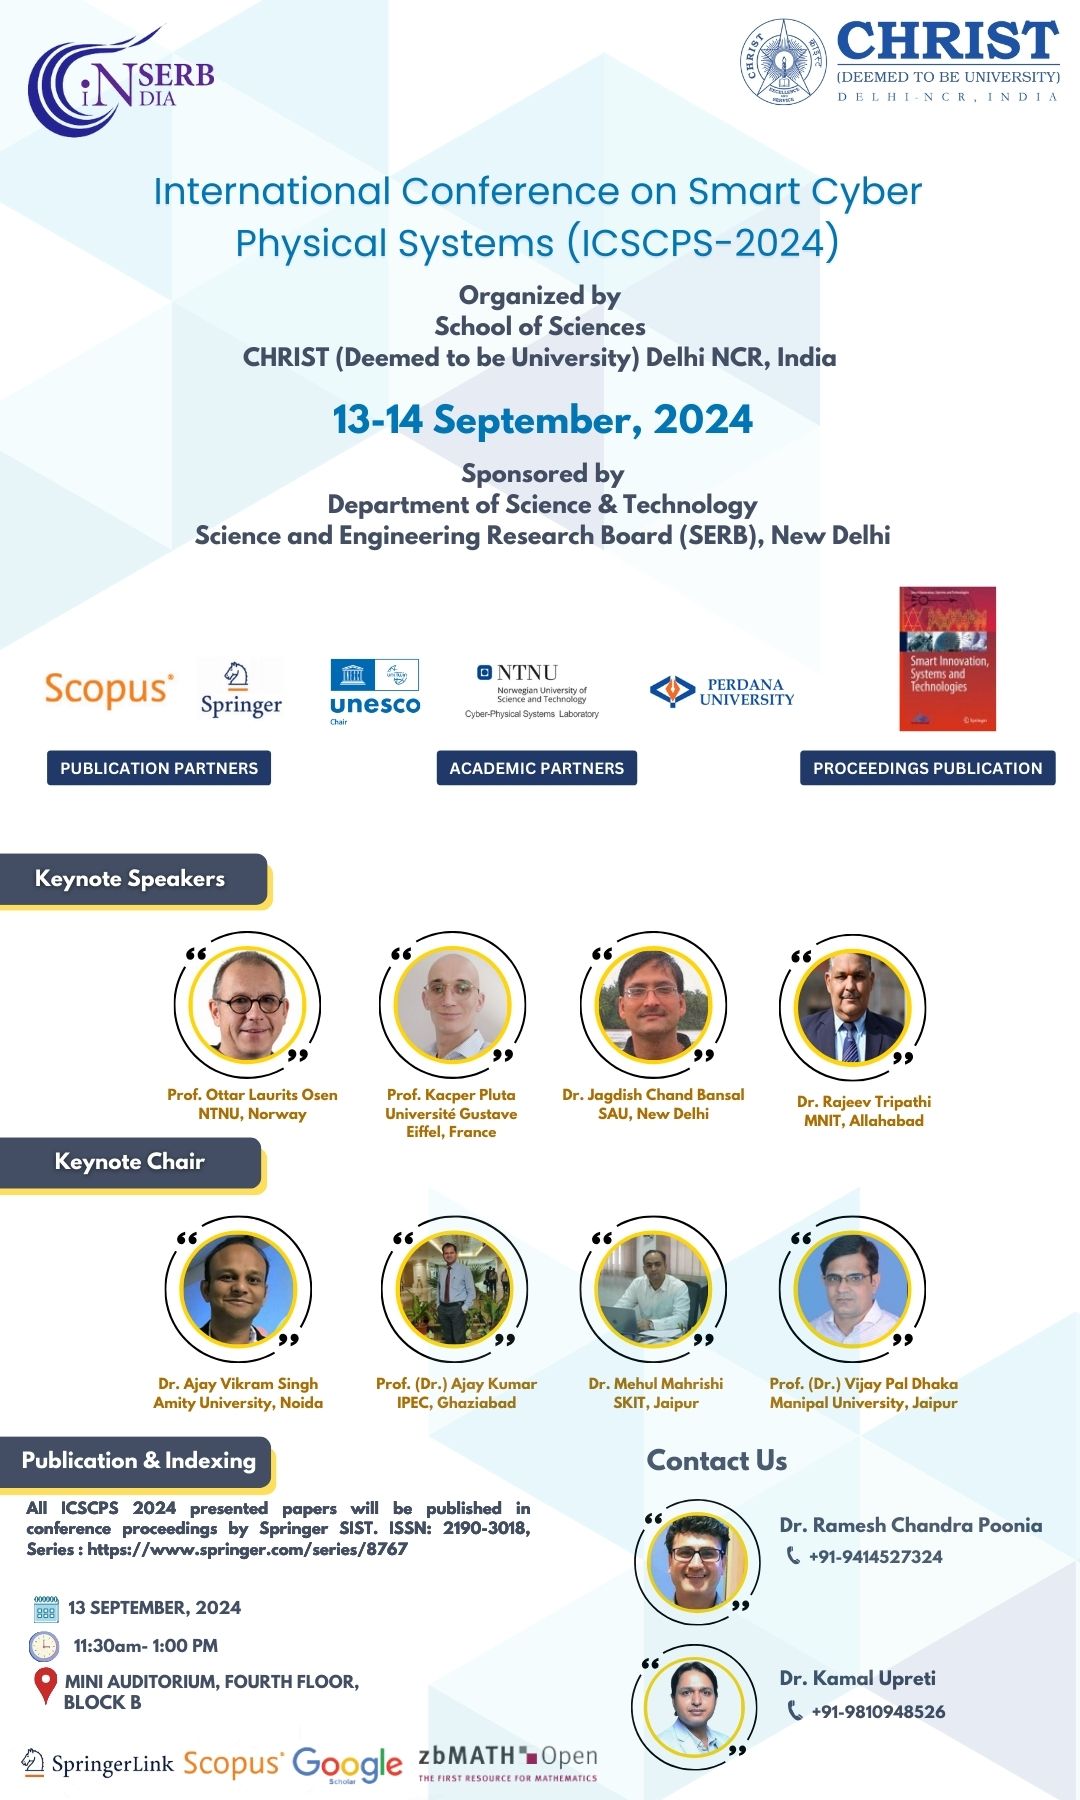 iNSERB
iNDIA
CHRIST
EXCELLENCE AND SERVICE
CHRIST
(DEEMED TO BE UNIVERSITY)
DELHI-NCR, INDIA
International Conference on Smart Cyber
Physical Systems (ICSCPS-2024)
Organized by
School of Sciences
CHRIST (Deemed to be University) Delhi NCR, India
13-14 September, 2024
Sponsored by
Department of Science & Technology
Science and Engineering Research Board (SERB), New Delhi
Scopus®
Springer
unesco
Chair
NTNU
Norwegian University of
Science and Technology
Cyber-Physical Systems Laboratory
PERDANA
UNIVERSITY
Smart Innovation,
Systems and
Technologies
Springer
PUBLICATION PARTNERS
ACADEMIC PARTNERS
PROCEEDINGS PUBLICATION
Keynote Speakers
Prof. Ottar Laurits Osen
NTNU, Norway
Prof. Kacper Pluta
Université Gustave
Eiffel, France
Dr. Jagdish Chand Bansal
SAU, New Delhi
Dr. Rajeev Tripathi
MNIT, Allahabad
Keynote Chair
Dr. Ajay Vikram Singh
Amity University, Noida
Prof. (Dr.) Ajay Kumar
IPEC, Ghaziabad
Dr. Mehul Mahrishi
SKIT, Jaipur
Prof. (Dr.) Vijay Pal Dhaka
Manipal University, Jaipur
Publication & Indexing
All ICSCPS 2024 presented papers will be published in
conference proceedings by Springer SIST. ISSN: 2190-3018,
Series : https://www.springer.com/series/8767
13 SEPTEMBER, 2024
11:30am- 1:00 PM
MINI AUDITORIUM, FOURTH FLOOR,
BLOCK B
Contact Us
Dr. Ramesh Chandra Poonia
+91-9414527324
Dr. Kamal Upreti
+91-9810948526
SpringerLink
Scopus®
Google
Scholar
zbMATH Open
THE FIRST RESOURCE FOR MATHEMATICS